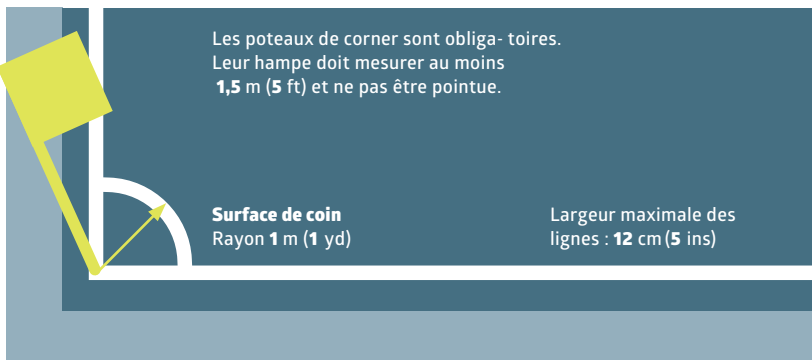 Les poteaux de corner sont obliga- toires.
Leur hampe doit mesurer au moins
1,5 m (5 ft) et ne pas être pointue.
Surface de coin
Rayon 1 m (1 yd)
Largeur maximale des
lignes : 12 cm (5 ins)